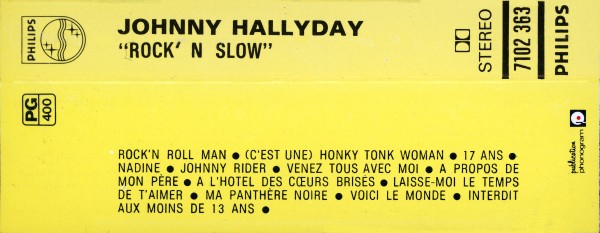 PHILIPS
JOHNNY HALLYDAY
"ROCK' N SLOW"
STEREO
7102 363
PHILIPS
PG
400
ROCK'N ROLL MAN ● (C'EST UNE) HONKY TONK WOMAN ● 17 ANS ●
NADINE ● JOHNNY RIDER ● VENEZ TOUS AVEC MOI ● A PROPOS DE
MON PÈRE ● A L'HOTEL DES CŒURS BRISÉS ● LAISSE-MOI LE TEMPS
DE T'AIMER ● MA PANTHÈRE NOIRE ● VOICI LE MONDE ● INTERDIT
AUX MOINS DE 13 ANS ●
publication
phonogram